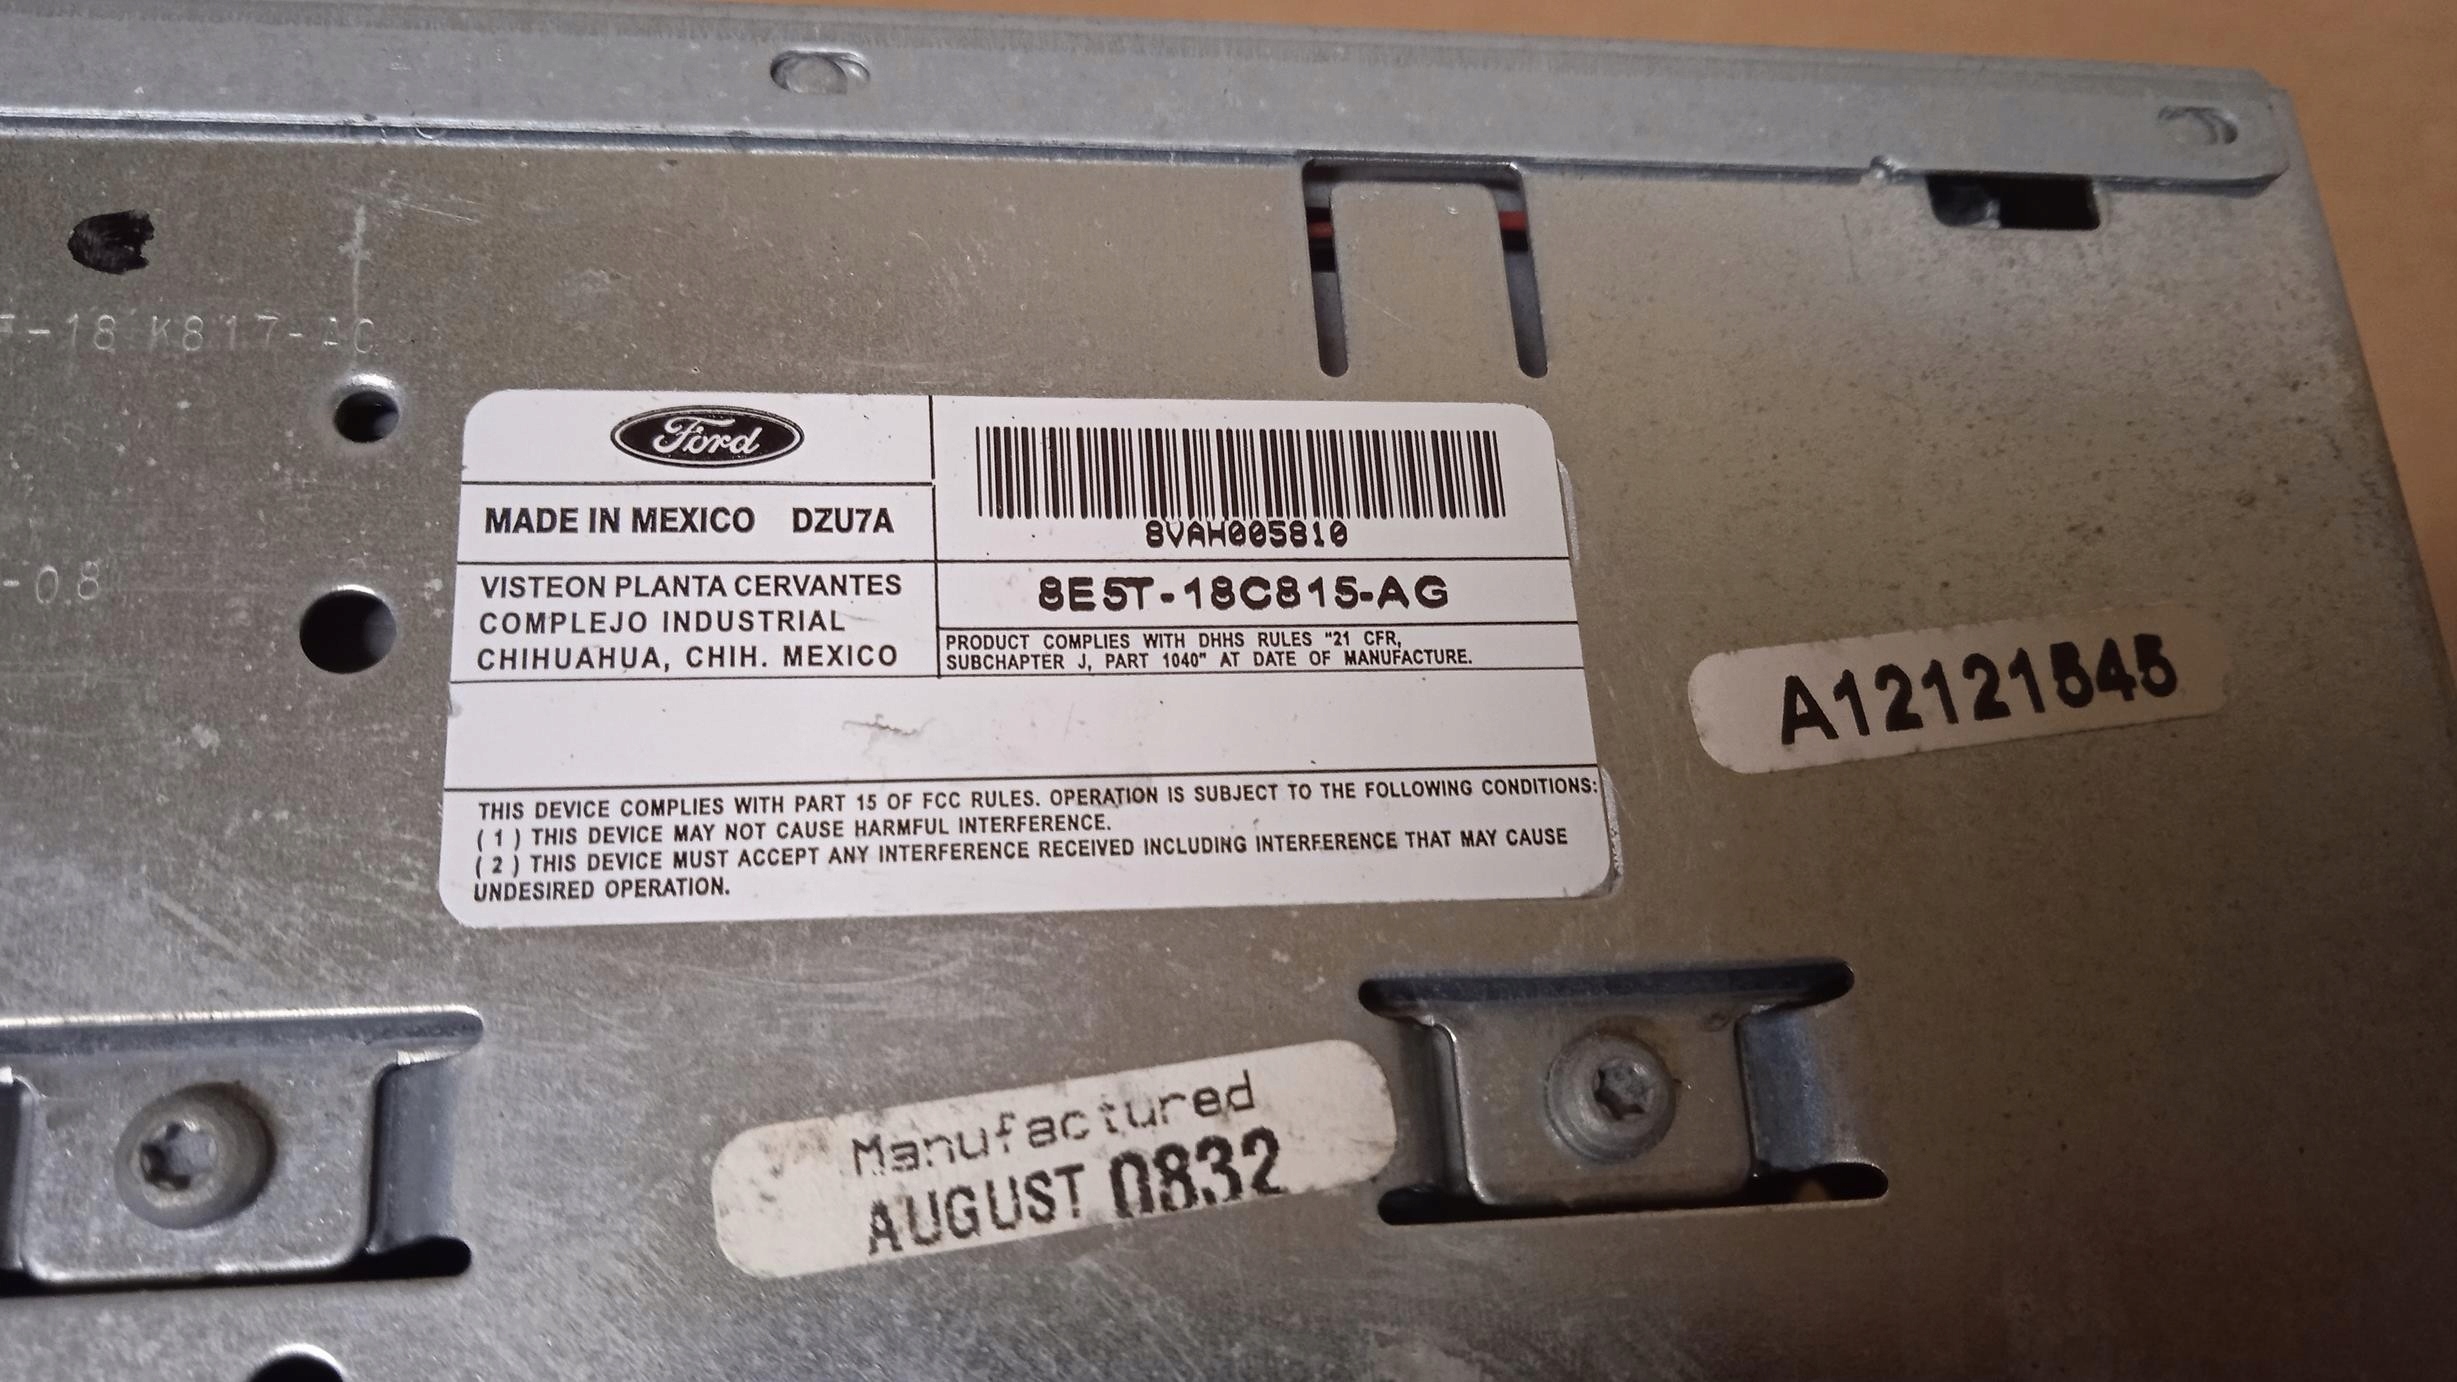 -18 K817-AC
-08
Ford
MADE IN MEXICO DZU7A
VISTEON PLANTA CERVANTES
COMPLEJO INDUSTRIAL
CHIHUAHUA, CHIH. MEXICO
8VAH005810
8E5T-18C815-AG
PRODUCT COMPLIES WITH DHHS RULES "21 CFR,
SUBCHAPTER J, PART 1040" AT DATE OF MANUFACTURE.
THIS DEVICE COMPLIES WITH PART 15 OF FCC RULES. OPERATION IS SUBJECT TO THE FOLLOWING CONDITIONS:
( 1 ) THIS DEVICE MAY NOT CAUSE HARMFUL INTERFERENCE.
( 2 ) THIS DEVICE MUST ACCEPT ANY INTERFERENCE RECEIVED INCLUDING INTERFERENCE THAT MAY CAUSE
UNDESIRED OPERATION.
A12121545
Manufactured
AUGUST 0832